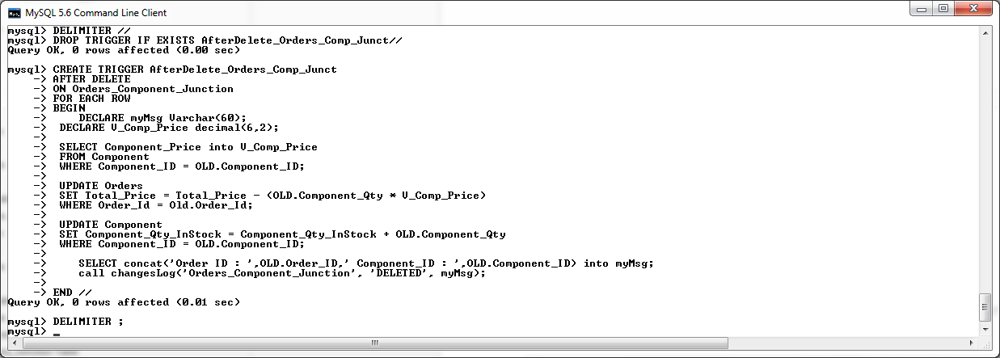 MySQL 5.6 Command Line Client
mysql> DELIMITER //
mysql> DROP TRIGGER IF EXISTS AfterDelete_Orders_Comp_Junct//
Query OK, 0 rows affected (0.00 sec)
mysql> CREATE TRIGGER AfterDelete_Orders_Comp_Junct
    -> AFTER DELETE
    -> ON Orders_Component_Junction
    -> FOR EACH ROW
    -> BEGIN
    ->     DECLARE myMsg Varchar(60);
    ->  DECLARE V_Comp_Price decimal(6,2);
    ->
    ->  SELECT Component_Price into V_Comp_Price
    ->  FROM Component
    ->  WHERE Component_ID = OLD.Component_ID;
    ->
    ->  UPDATE Orders
    ->  SET Total_Price = Total_Price - (OLD.Component_Qty * V_Comp_Price)
    ->  WHERE Order_Id = Old.Order_Id;
    ->
    ->  UPDATE Component
    ->  SET Component_Qty_InStock = Component_Qty_InStock + OLD.Component_Qty
    ->  WHERE Component_ID = OLD.Component_ID;
    ->
    ->     SELECT concat('Order ID : ',OLD.Order_ID,' Component_ID : ',OLD.Component_ID) into myMsg;
    ->     call changesLog('Orders_Component_Junction', 'DELETED', myMsg);
    ->
    -> END //
Query OK, 0 rows affected (0.01 sec)
mysql> DELIMITER ;
mysql> _